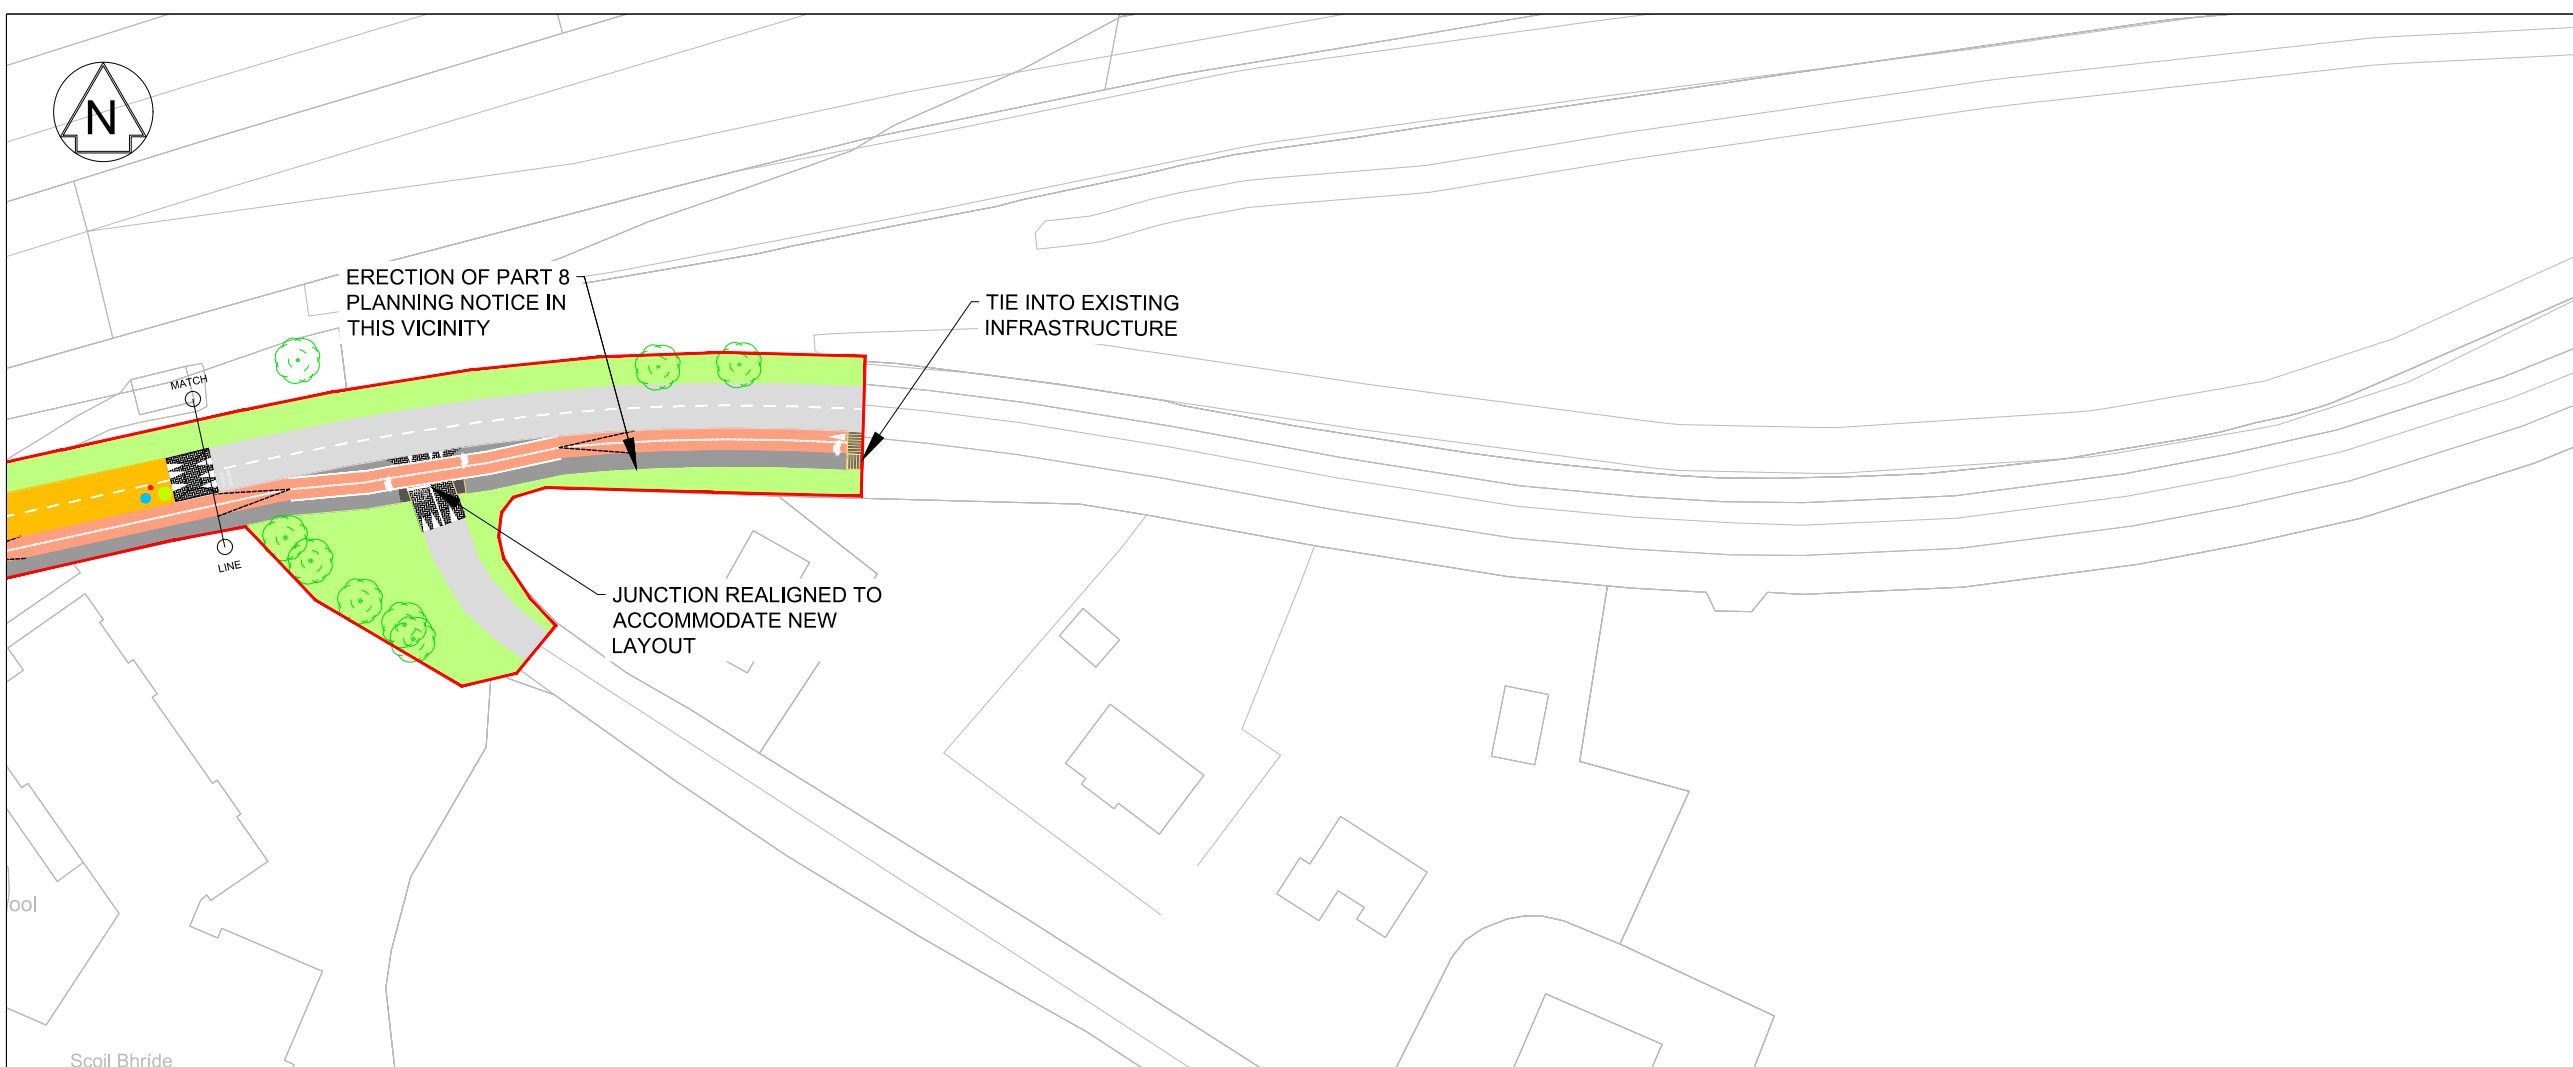 N
ERECTION OF PART 8
PLANNING NOTICE IN
THIS VICINITY
TIE INTO EXISTING
INFRASTRUCTURE
MATCH
LINE
JUNCTION REALIGNED TO
ACCOMMODATE NEW
LAYOUT
ool
Scoil Bhríde